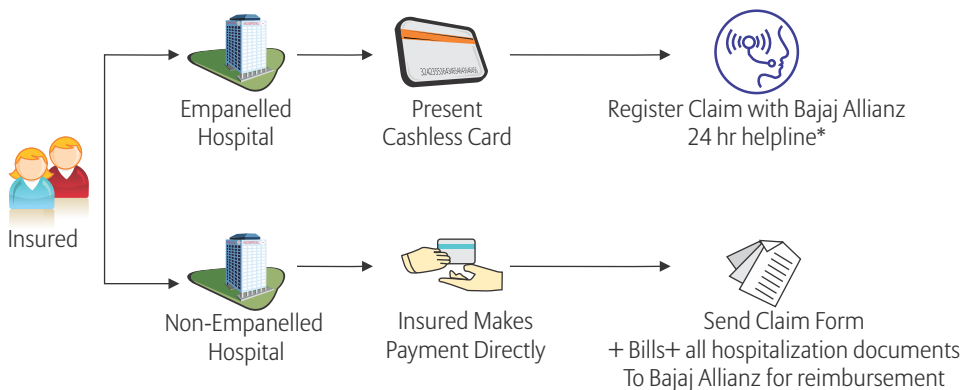 Empanelled
Hospital
Present
Cashless Card
Register Claim with Bajaj Allianz
24 hr helpline*
Insured
Non-Empanelled
Hospital
Insured Makes
Payment Directly
Send Claim Form
+ Bills+ all hospitalization documents
To Bajaj Allianz for reimbursement